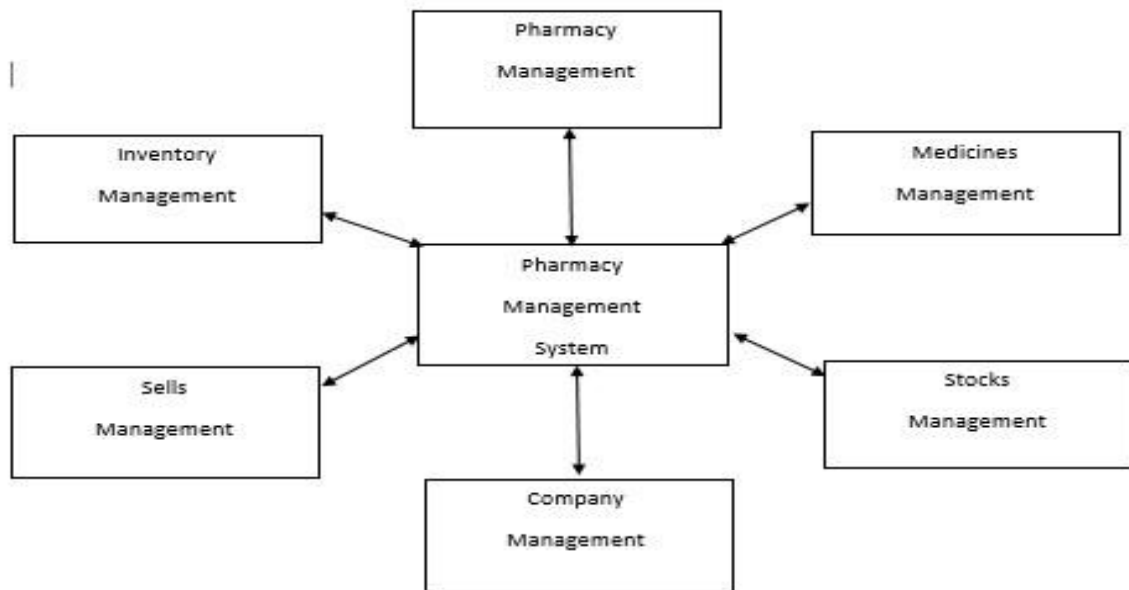 Pharmacy
Management
Inventory
Management
Medicines
Management
Pharmacy
Management
System
Sells
Management
Stocks
Management
Company
Management